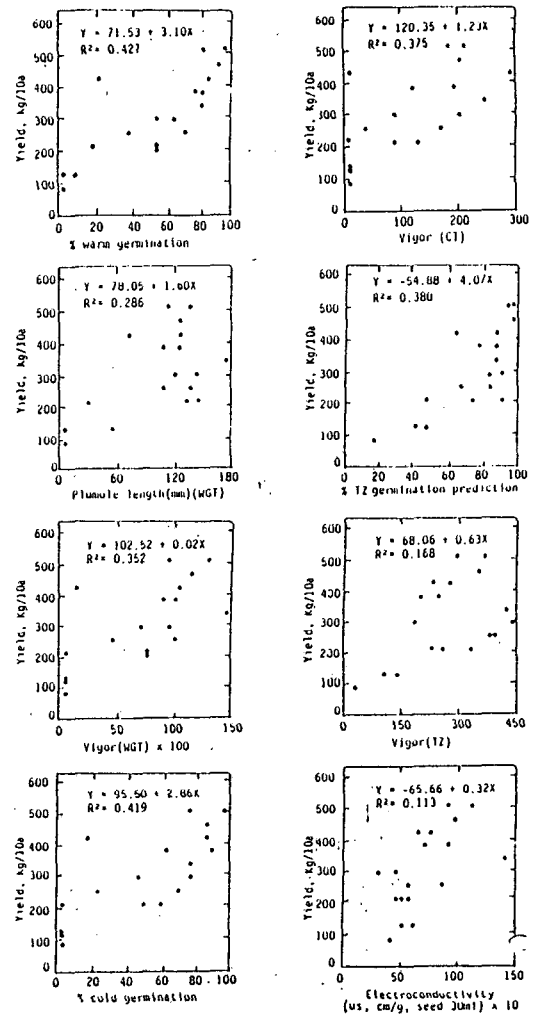 Y = 71.53 + 3.10X
R² = 0.427
Yield, Kg/10a
600
500
400
300
200
100
0
0 20 40 60 80 100
% warm germination
Y = 120.35 + 1.23X
R² = 0.375
Yield, Kg/10a
600
500
400
300
200
100
0
0 100 200 300
Vigor (CT)
Y = 78.05 + 1.60X
R² = 0.286
Yield, Kg/10a
600
500
400
300
200
100
0
0 60 120 180
Plumule length(mm)(WGT)
Y = -54.88 + 4.07X
R² = 0.380
Yield, Kg/10a
600
500
400
300
200
100
0
0 20 40 60 80 100
% TZ germination prediction
Y = 102.52 + 0.02X
R² = 0.352
Yield, Kg/10a
600
500
400
300
200
100
0
0 50 100 150
Vigor(WGT) x 100
Y = 68.06 + 0.63X
R² = 0.168
Yield, Kg/10a
600
500
400
300
200
100
0
0 150 300 450
Vigor(TZ)
Y = 95.50 + 2.86X
R² = 0.419
Yield, Kg/10a
600
500
400
300
200
100
0
0 20 40 60 80 100
% cold germination
Y = -65.66 + 0.32X
R² = 0.113
Yield, Kg/10a
600
500
400
300
200
100
0
0 50 100 150
Electroconductivity
(us, cm/g, seed 30ml) x 10